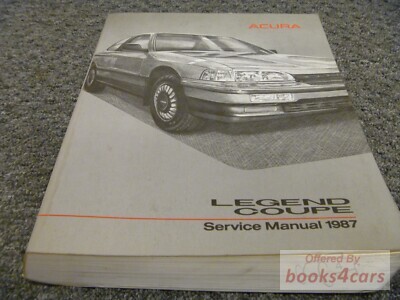 ACURA
LEGEND
COUPE
Service Manual 1987
Offered By
books4cars